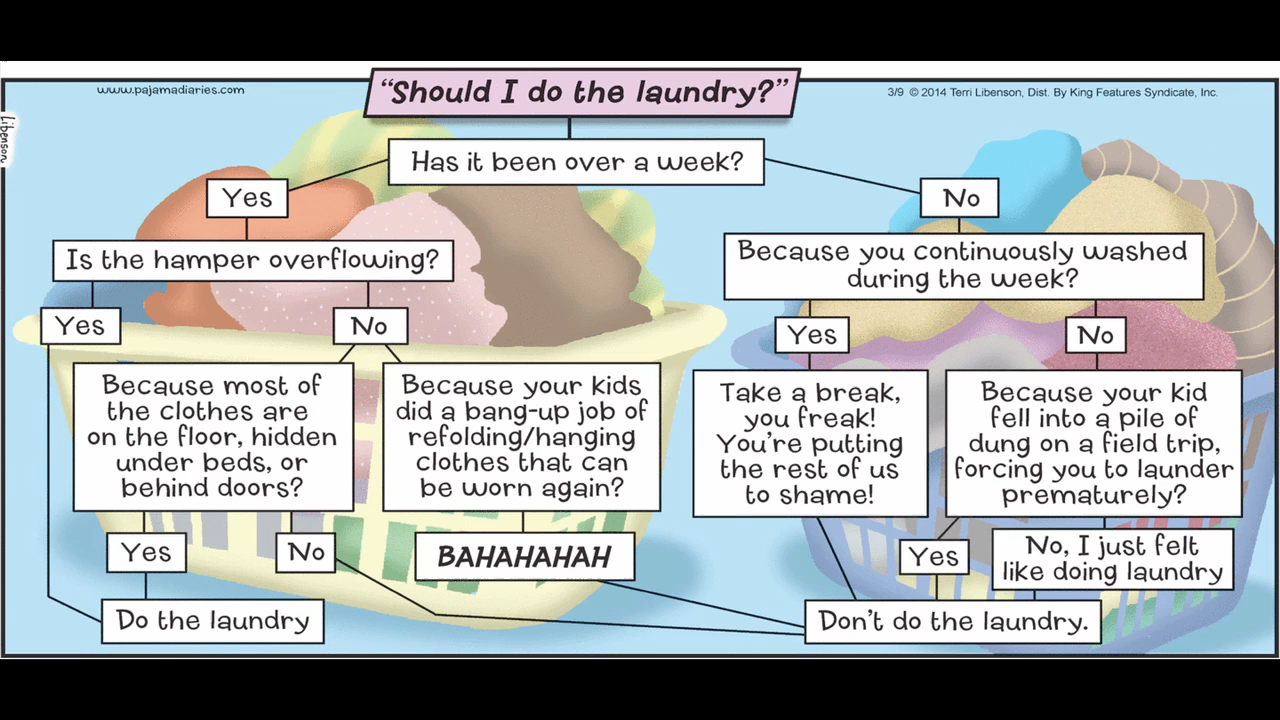 www.pajamadiaries.com
“Should I do the laundry?”
3/9 © 2014 Terri Libenson, Dist. By King Features Syndicate, Inc.
Libenson
Has it been over a week?
Yes
No
Is the hamper overflowing?
Because you continuously washed
during the week?
Yes
No
Yes
No
Because most of
the clothes are
on the floor, hidden
under beds, or
behind doors?
Because your kids
did a bang-up job of
refolding/hanging
clothes that can
be worn again?
Take a break,
you freak!
You’re putting
the rest of us
to shame!
Because your kid
fell into a pile of
dung on a field trip,
forcing you to launder
prematurely?
Yes
No
BAHAHAHAH
Yes
No, I just felt
like doing laundry
Do the laundry
Don’t do the laundry.